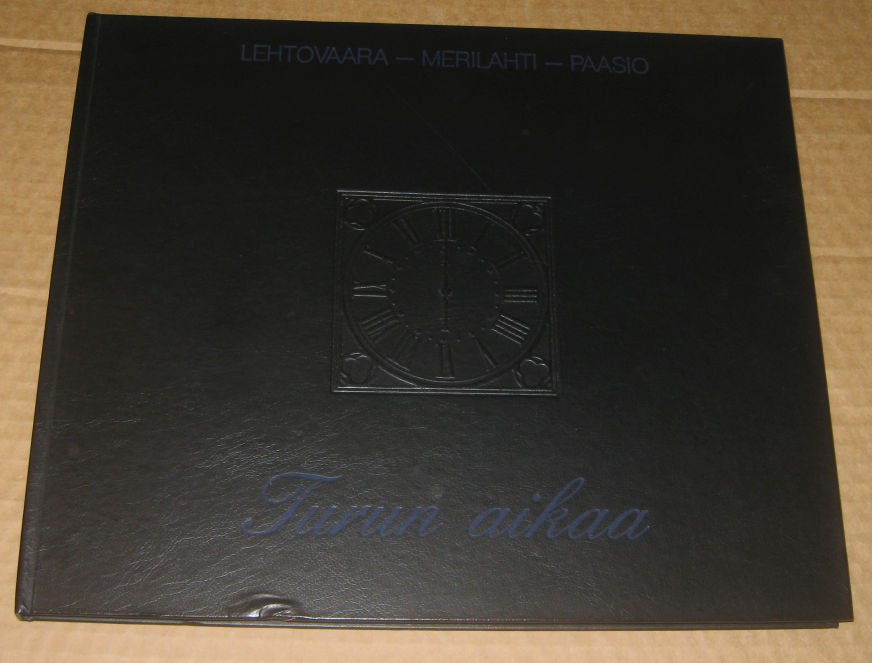 LEHTOVAARA – MERILAHTI – PAASIO
Turun aikaa